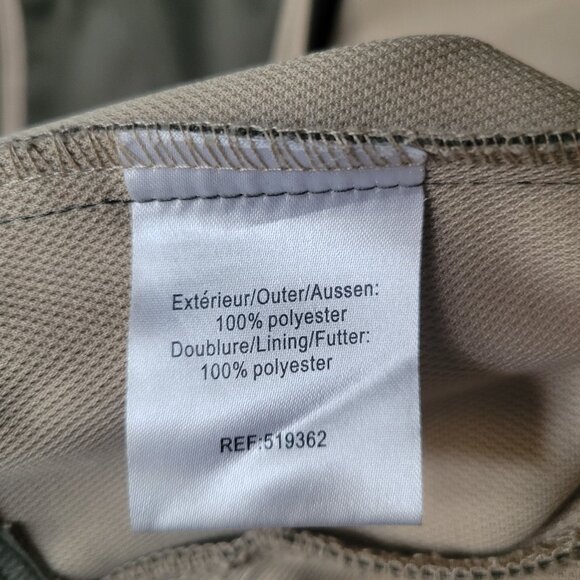 Extérieur/Outer/Aussen:
100% polyester
Doublure/Lining/Futter:
100% polyester
REF:519362